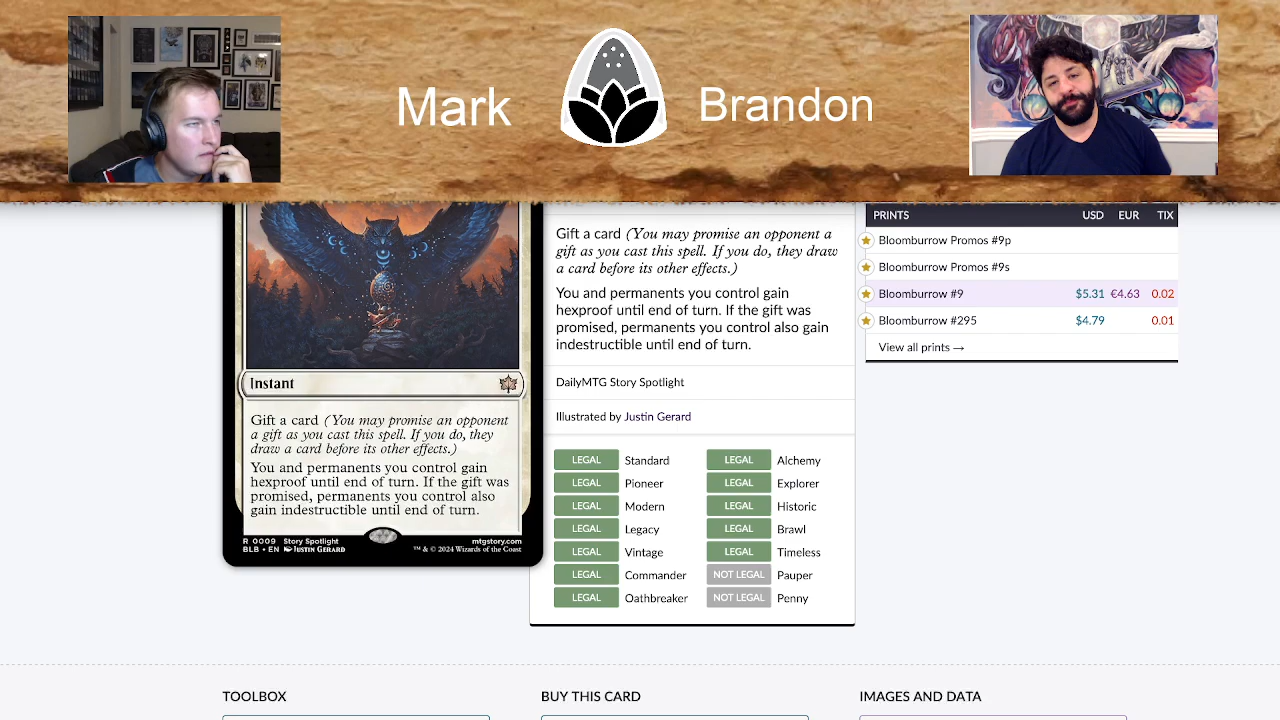 Mark
Brandon
Instant
Gift a card (You may promise an opponent
a gift as you cast this spell. If you do, they
draw a card before its other effects.)
You and permanents you control gain
hexproof until end of turn. If the gift was
promised, permanents you control also
gain indestructible until end of turn.
R 0009 Story Spotlight
BLB • EN Justin Gerard
mtgstory.com
™ & © 2024 Wizards of the Coast
Gift a card (You may promise an opponent a
gift as you cast this spell. If you do, they draw
a card before its other effects.)
You and permanents you control gain
hexproof until end of turn. If the gift was
promised, permanents you control also gain
indestructible until end of turn.
DailyMTG Story Spotlight
Illustrated by Justin Gerard
LEGAL Standard LEGAL Alchemy
LEGAL Pioneer LEGAL Explorer
LEGAL Modern LEGAL Historic
LEGAL Legacy LEGAL Brawl
LEGAL Vintage LEGAL Timeless
LEGAL Commander NOT LEGAL Pauper
LEGAL Oathbreaker NOT LEGAL Penny
PRINTS USD EUR TIX
Bloomburrow Promos #9p
Bloomburrow Promos #9s
Bloomburrow #9 $5.31 €4.63 0.02
Bloomburrow #295 $4.79 0.01
View all prints →
TOOLBOX
BUY THIS CARD
IMAGES AND DATA